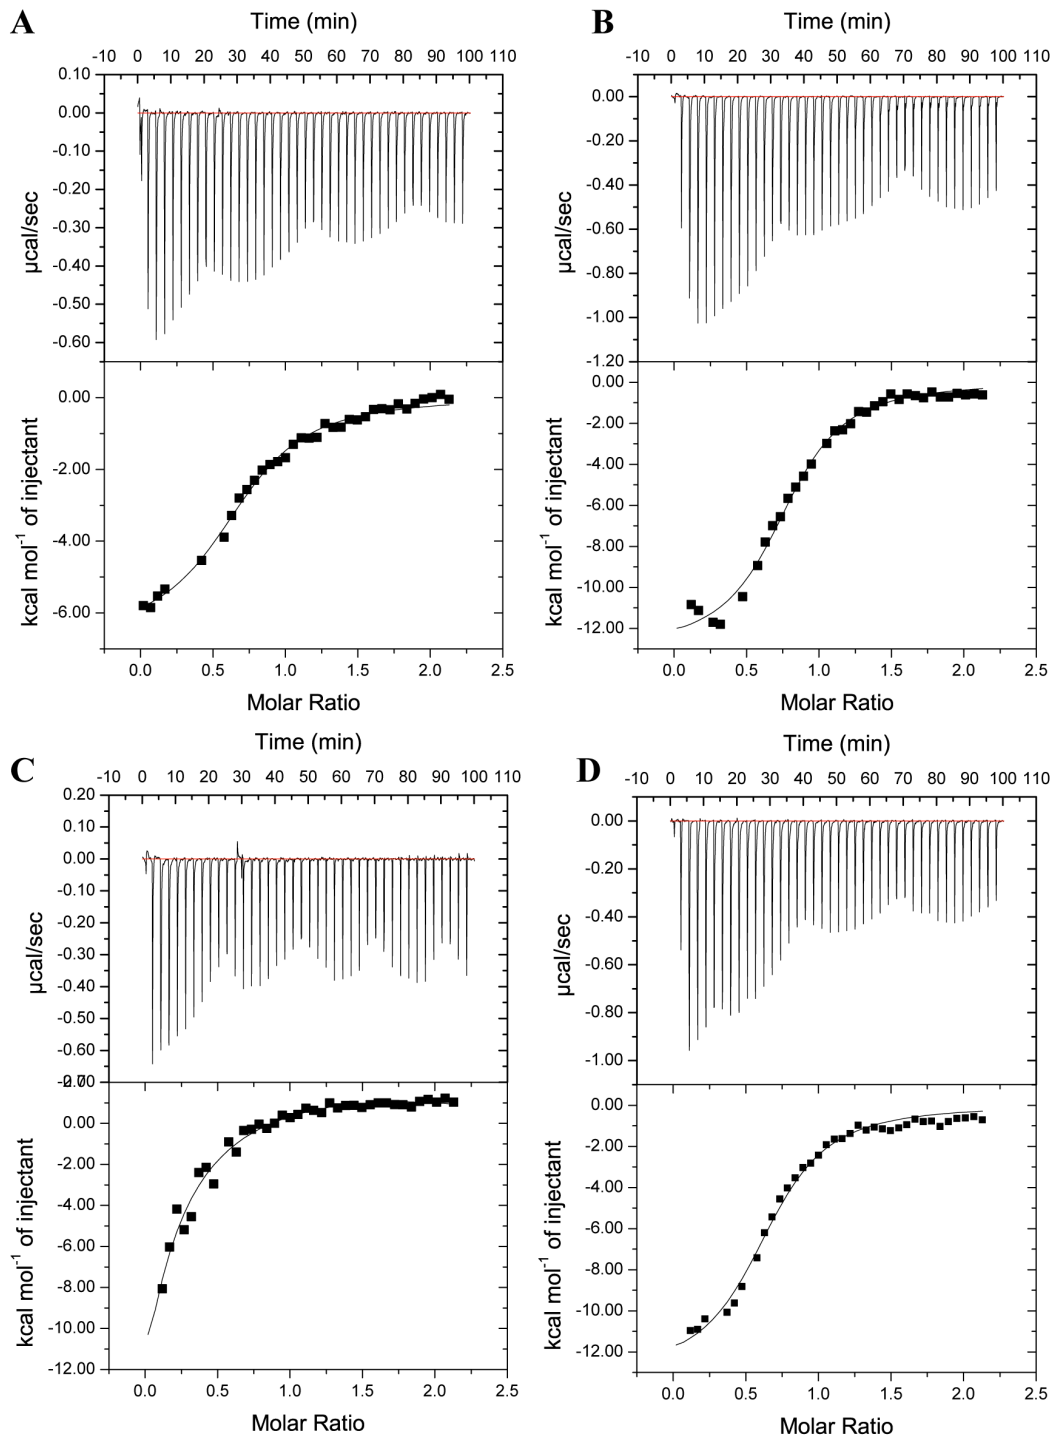 A
Time (min)
-10 0 10 20 30 40 50 60 70 80 90 100 110
0.10
0.00
-0.10
-0.20
-0.30
-0.40
-0.50
-0.60
µcal/sec
0.00
-2.00
-4.00
-6.00
kcal mol⁻¹ of injectant
0.0 0.5 1.0 1.5 2.0 2.5
Molar Ratio
B
Time (min)
-10 0 10 20 30 40 50 60 70 80 90 100 110
0.00
-0.20
-0.40
-0.60
-0.80
-1.00
-1.20
µcal/sec
0.00
-2.00
-4.00
-6.00
-8.00
-10.00
-12.00
kcal mol⁻¹ of injectant
0.0 0.5 1.0 1.5 2.0 2.5
Molar Ratio
C
Time (min)
-10 0 10 20 30 40 50 60 70 80 90 100 110
0.20
0.10
0.00
-0.10
-0.20
-0.30
-0.40
-0.50
-0.60
µcal/sec
0.00
-2.00
-4.00
-6.00
-8.00
-10.00
-12.00
kcal mol⁻¹ of injectant
0.0 0.5 1.0 1.5 2.0 2.5
Molar Ratio
D
Time (min)
-10 0 10 20 30 40 50 60 70 80 90 100 110
0.00
-0.20
-0.40
-0.60
-0.80
-1.00
µcal/sec
0.00
-2.00
-4.00
-6.00
-8.00
-10.00
-12.00
kcal mol⁻¹ of injectant
0.0 0.5 1.0 1.5 2.0 2.5
Molar Ratio